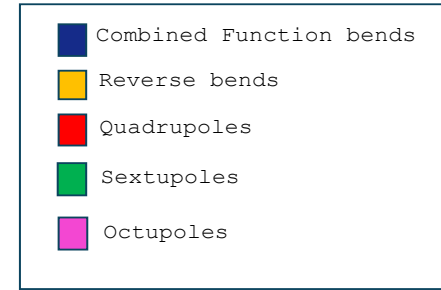 Combined Function bends
Reverse bends
Quadrupoles
Sextupoles
Octupoles